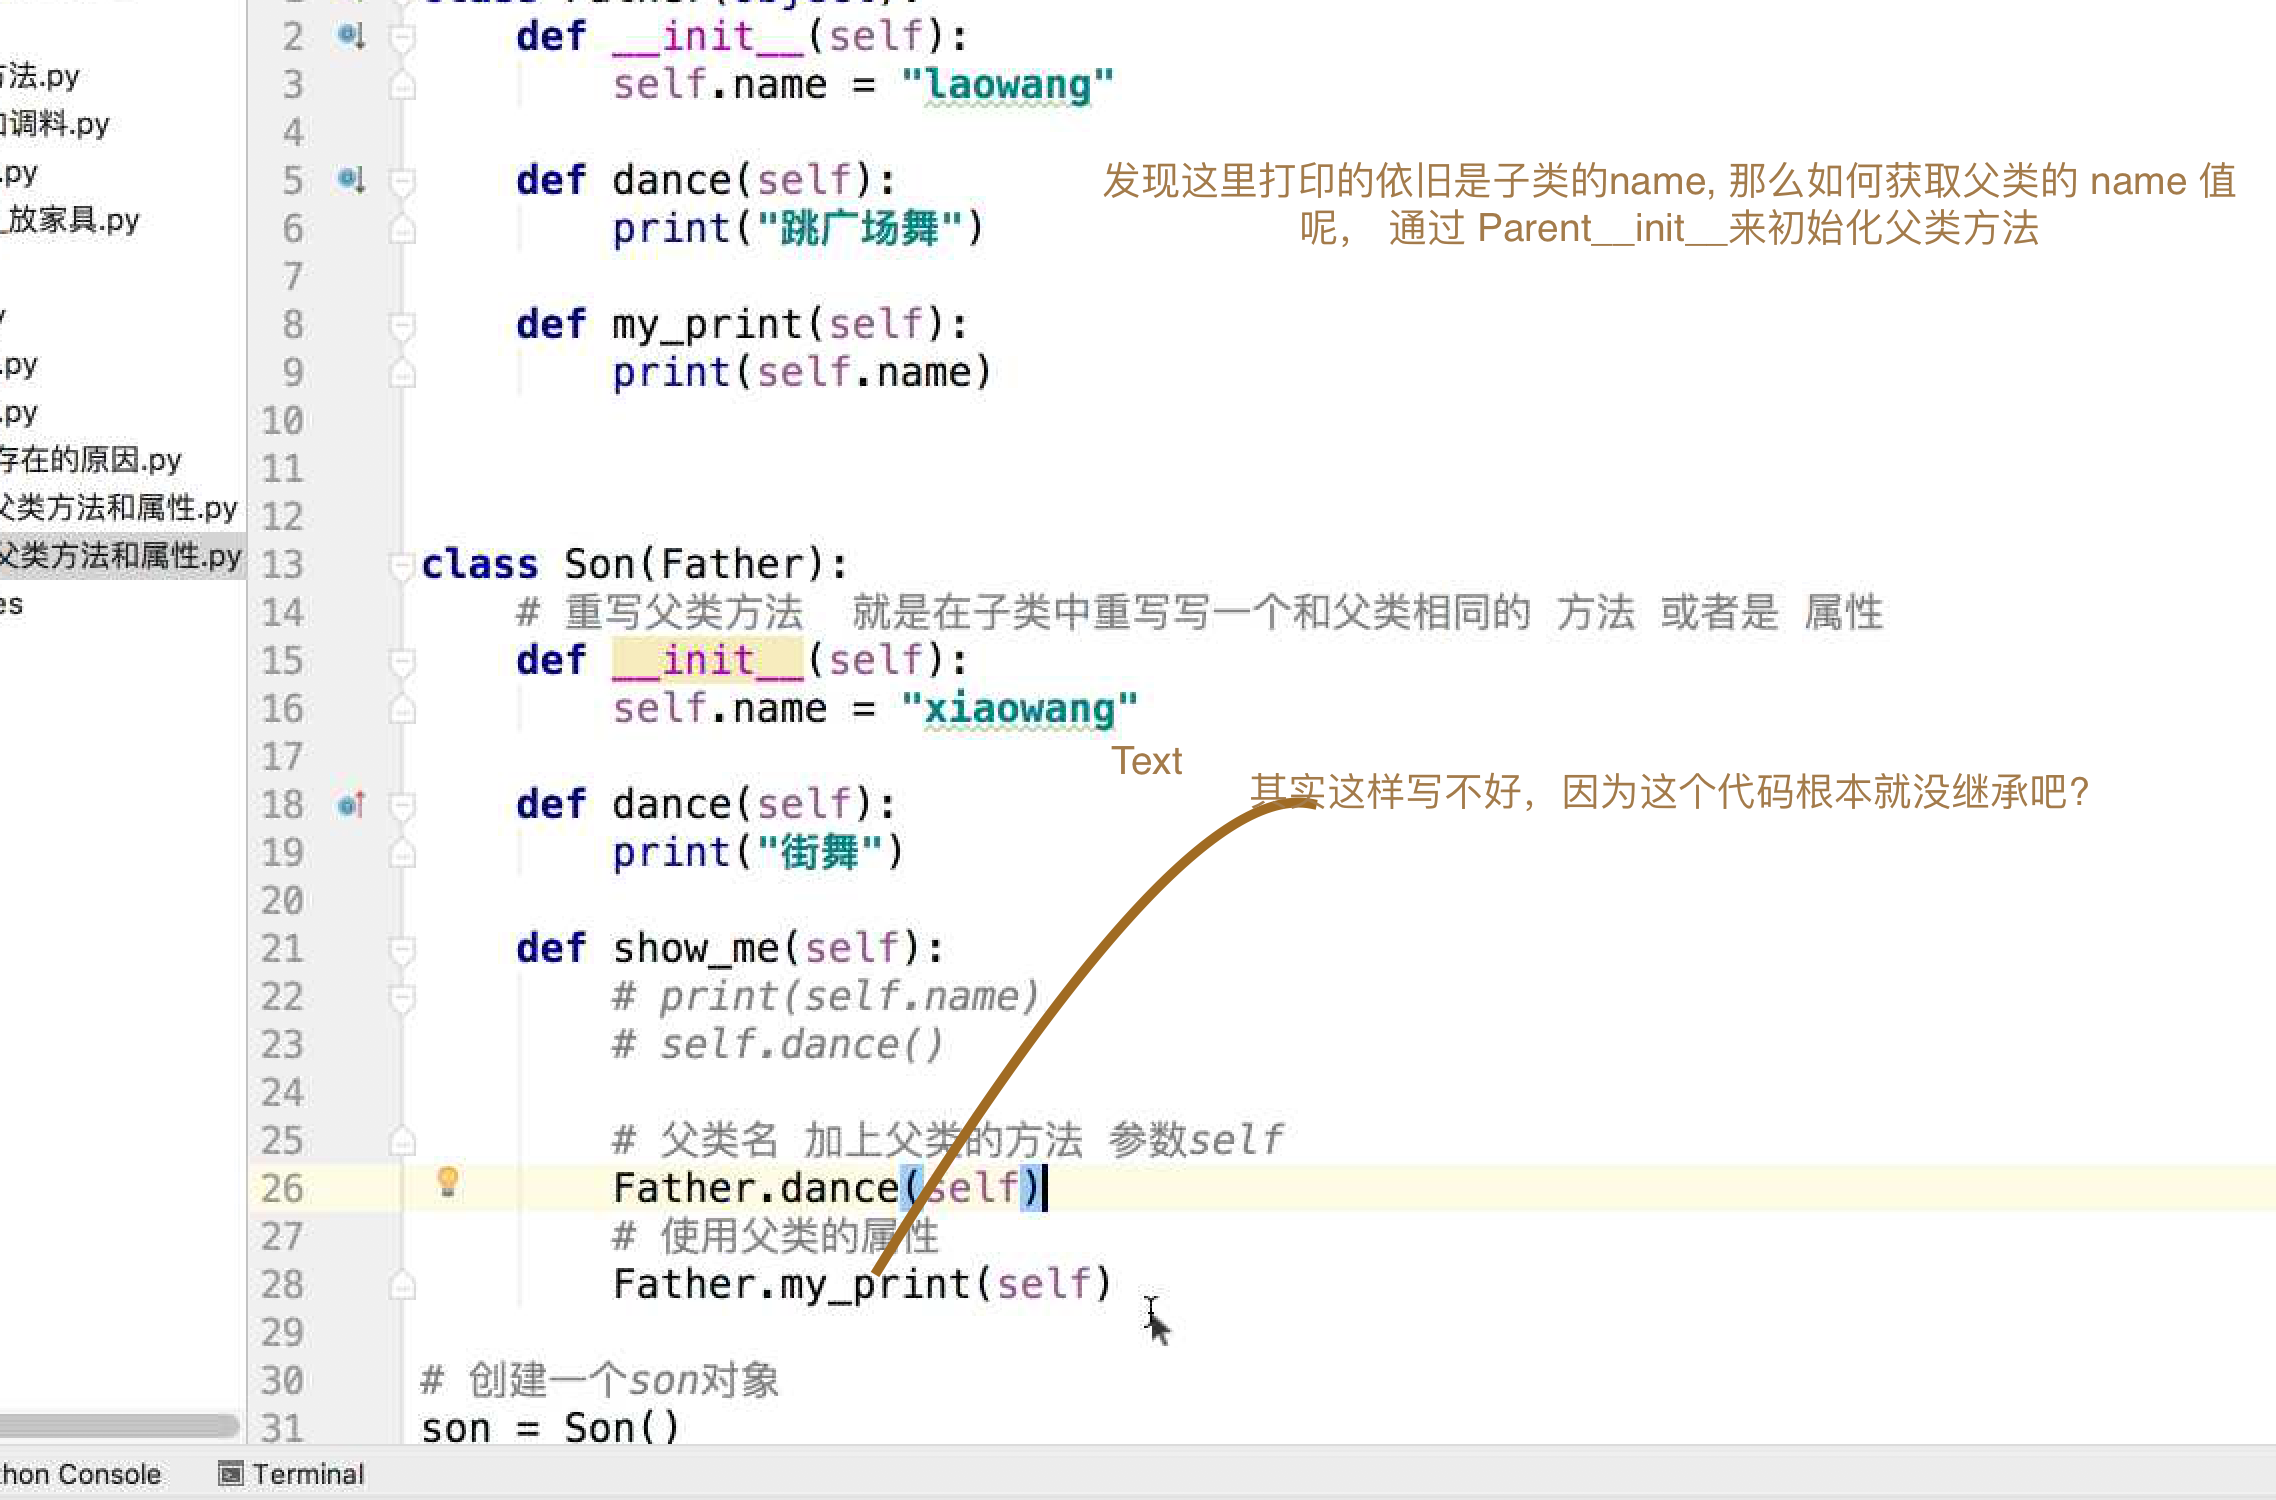 2 def __init__(self):
3 self.name = "laowang"
法.py
调料.py
4
.py
5 def dance(self):
发现这里打印的依旧是子类的name, 那么如何获取父类的 name 值
_放家具.py
6 print("跳广场舞")
呢， 通过 Parent__init__来初始化父类方法
7
8 def my_print(self):
.py
9 print(self.name)
.py
10
存在的原因.py
11
父类方法和属性.py
12
父类方法和属性.py
13 class Son(Father):
es
14 # 重写父类方法 就是在子类中重写写一个和父类相同的 方法 或者是 属性
15 def __init__(self):
16 self.name = "xiaowang"
17
Text
其实这样写不好，因为这个代码根本就没继承吧?
18 def dance(self):
19 print("街舞")
20
21 def show_me(self):
22 # print(self.name)
23 # self.dance()
24
25 # 父类名 加上父类的方法 参数self
26 Father.dance(self)
27 # 使用父类的属性
28 Father.my_print(self)
29
30 # 创建一个son对象
31 son = Son()
thon Console Terminal